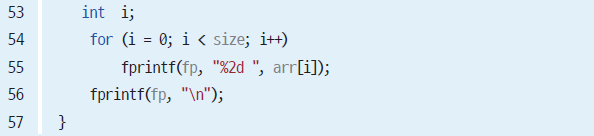 53 int i;
54 for (i = 0; i < size; i++)
55 fprintf(fp, "%2d ", arr[i]);
56 fprintf(fp, "\n");
57 }